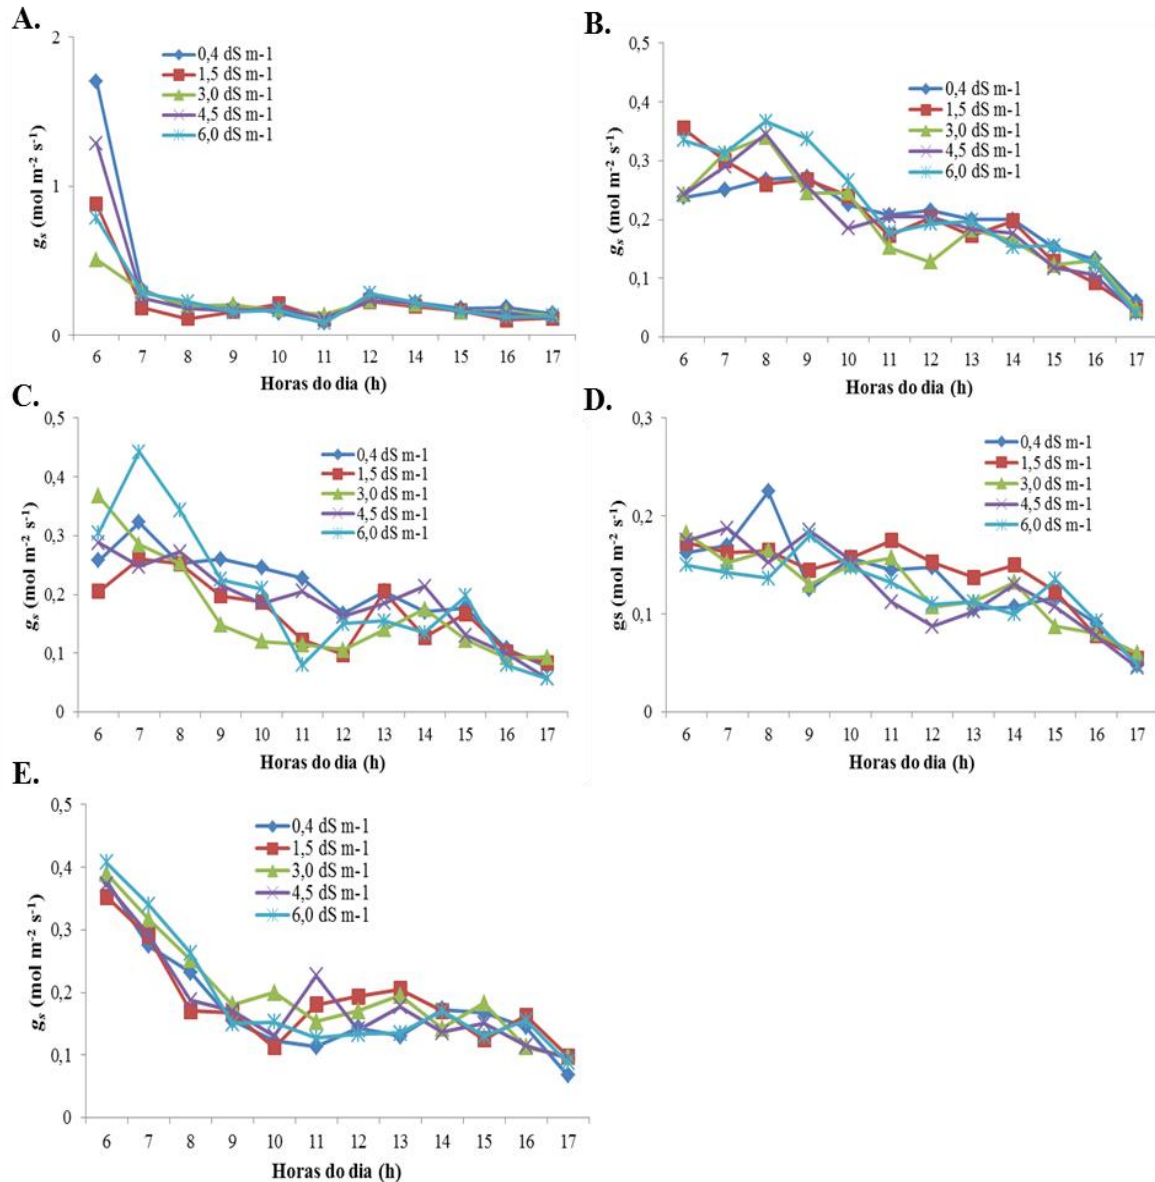 A.
2
1
0
g_s (mol m⁻² s⁻¹)
0,4 dS m-1
1,5 dS m-1
3,0 dS m-1
4,5 dS m-1
6,0 dS m-1
6 7 8 9 10 11 12 14 15 16 17
Horas do dia (h)
B.
0,5
0,4
0,3
0,2
0,1
0
g_s (mol m⁻² s⁻¹)
0,4 dS m-1
1,5 dS m-1
3,0 dS m-1
4,5 dS m-1
6,0 dS m-1
6 7 8 9 10 11 12 13 14 15 16 17
Horas do dia (h)
C.
0,5
0,4
0,3
0,2
0,1
0
g_s (mol m⁻² s⁻¹)
0,4 dS m-1
1,5 dS m-1
3,0 dS m-1
4,5 dS m-1
6,0 dS m-1
6 7 8 9 10 11 12 13 14 15 16 17
Horas do dia (h)
D.
0,3
0,2
0,1
0
gs (mol m⁻² s⁻¹)
0,4 dS m-1
1,5 dS m-1
3,0 dS m-1
4,5 dS m-1
6,0 dS m-1
6 7 8 9 10 11 12 13 14 15 16 17
Horas do dia (h)
E.
0,5
0,4
0,3
0,2
0,1
0
g_s (mol m⁻² s⁻¹)
0,4 dS m-1
1,5 dS m-1
3,0 dS m-1
4,5 dS m-1
6,0 dS m-1
6 7 8 9 10 11 12 13 14 15 16 17
Horas do dia (h)